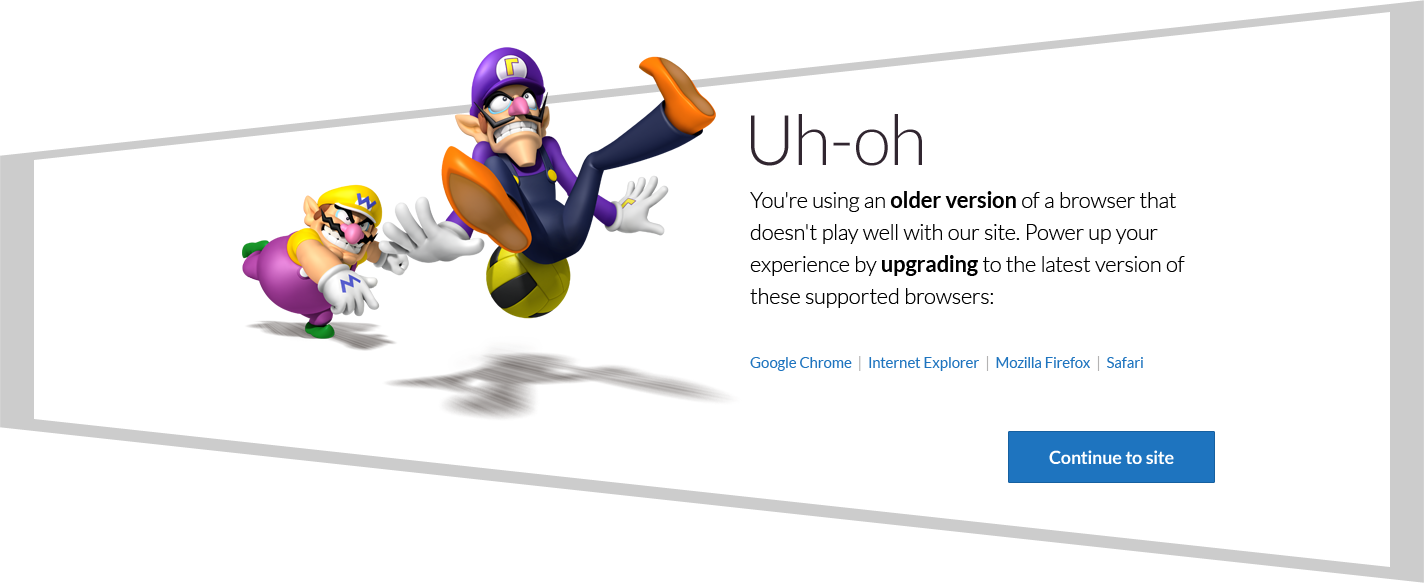 Uh-oh
You're using an older version of a browser that
doesn't play well with our site. Power up your
experience by upgrading to the latest version of
these supported browsers:
Google Chrome | Internet Explorer | Mozilla Firefox | Safari
Continue to site